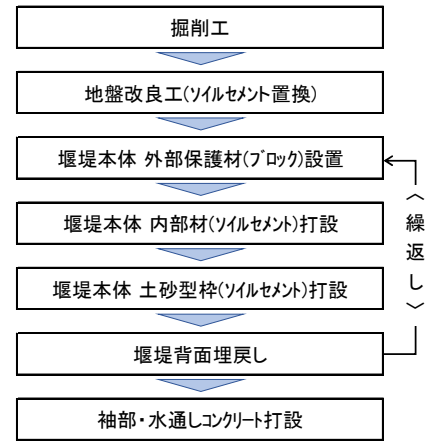 掘削工
地盤改良工(ｿｲﾙｾﾒﾝﾄ置換)
堰堤本体 外部保護材(ﾌﾞﾛｯｸ)設置
堰堤本体 内部材(ｿｲﾙｾﾒﾝﾄ)打設
堰堤本体 土砂型枠(ｿｲﾙｾﾒﾝﾄ)打設
堰堤背面埋戻し
袖部・水通しｺﾝｸﾘｰﾄ打設
〈繰返し〉